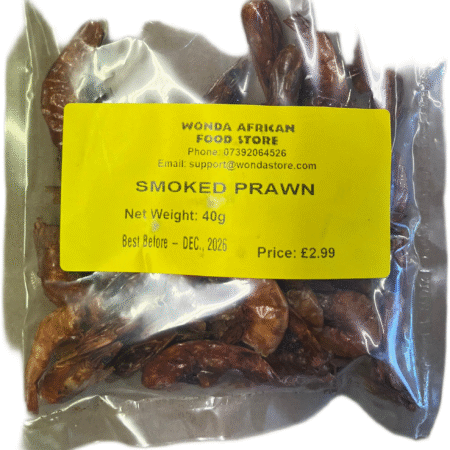 WONDA AFRIKAN
FOOD STORE
Phone: 07392064526
Email: support@wondastore.com
SMOKED PRAWN
Net Weight: 40g
Best Before – DEC., 2026
Price: £2.99